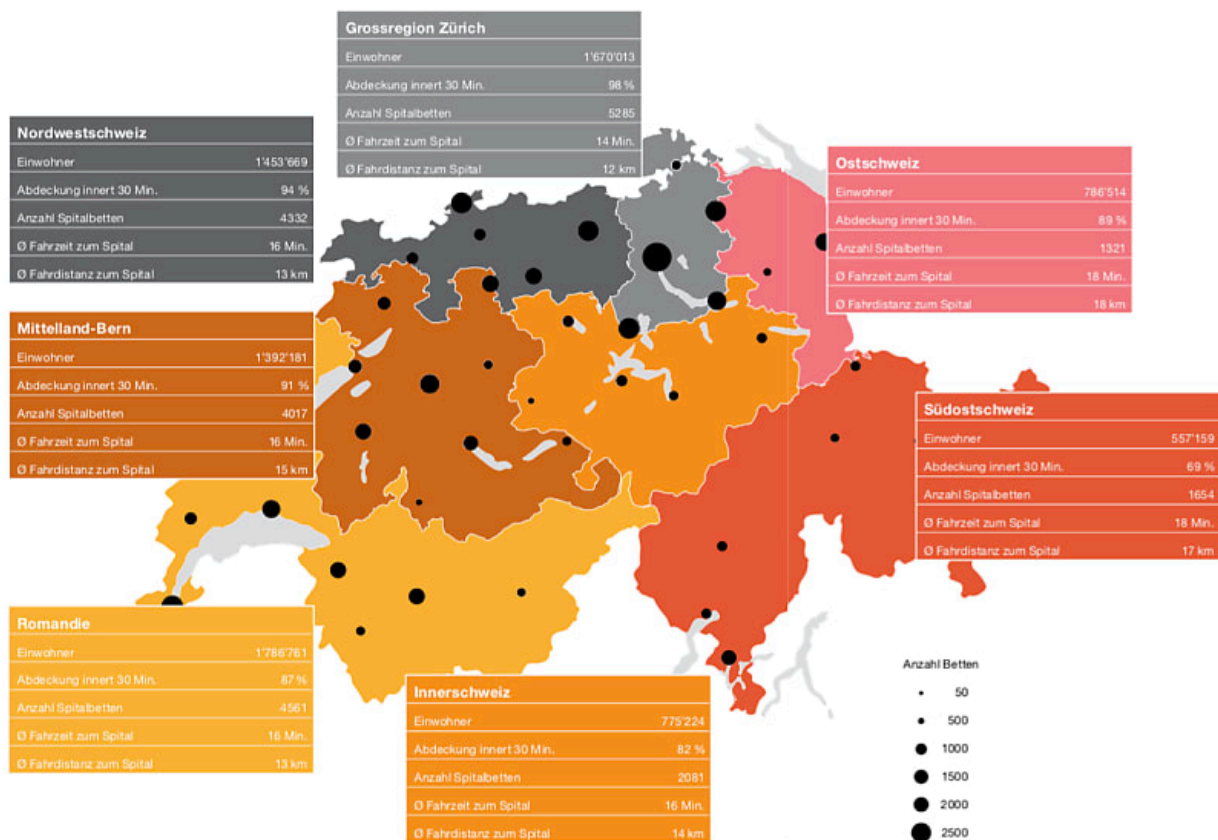 Grossregion Zürich
Einwohner 1'670'013
Abdeckung innert 30 Min. 98 %
Anzahl Spitalbetten 5285
Ø Fahrzeit zum Spital 14 Min.
Ø Fahrdistanz zum Spital 12 km
Nordwestschweiz
Einwohner 1'453'669
Abdeckung innert 30 Min. 94 %
Anzahl Spitalbetten 4332
Ø Fahrzeit zum Spital 16 Min.
Ø Fahrdistanz zum Spital 13 km
Ostschweiz
Einwohner 786'514
Abdeckung innert 30 Min. 89 %
Anzahl Spitalbetten 1321
Ø Fahrzeit zum Spital 18 Min.
Ø Fahrdistanz zum Spital 18 km
Mittelland-Bern
Einwohner 1'392'181
Abdeckung innert 30 Min. 91 %
Anzahl Spitalbetten 4017
Ø Fahrzeit zum Spital 16 Min.
Ø Fahrdistanz zum Spital 15 km
Südostschweiz
Einwohner 557'159
Abdeckung innert 30 Min. 69 %
Anzahl Spitalbetten 1654
Ø Fahrzeit zum Spital 18 Min.
Ø Fahrdistanz zum Spital 17 km
Romandie
Einwohner 1'786'761
Abdeckung innert 30 Min. 87 %
Anzahl Spitalbetten 4561
Ø Fahrzeit zum Spital 16 Min.
Ø Fahrdistanz zum Spital 13 km
Innerschweiz
Einwohner 775'224
Abdeckung innert 30 Min. 82 %
Anzahl Spitalbetten 2081
Ø Fahrzeit zum Spital 16 Min.
Ø Fahrdistanz zum Spital 14 km
Anzahl Betten
50
500
1000
1500
2000
2500